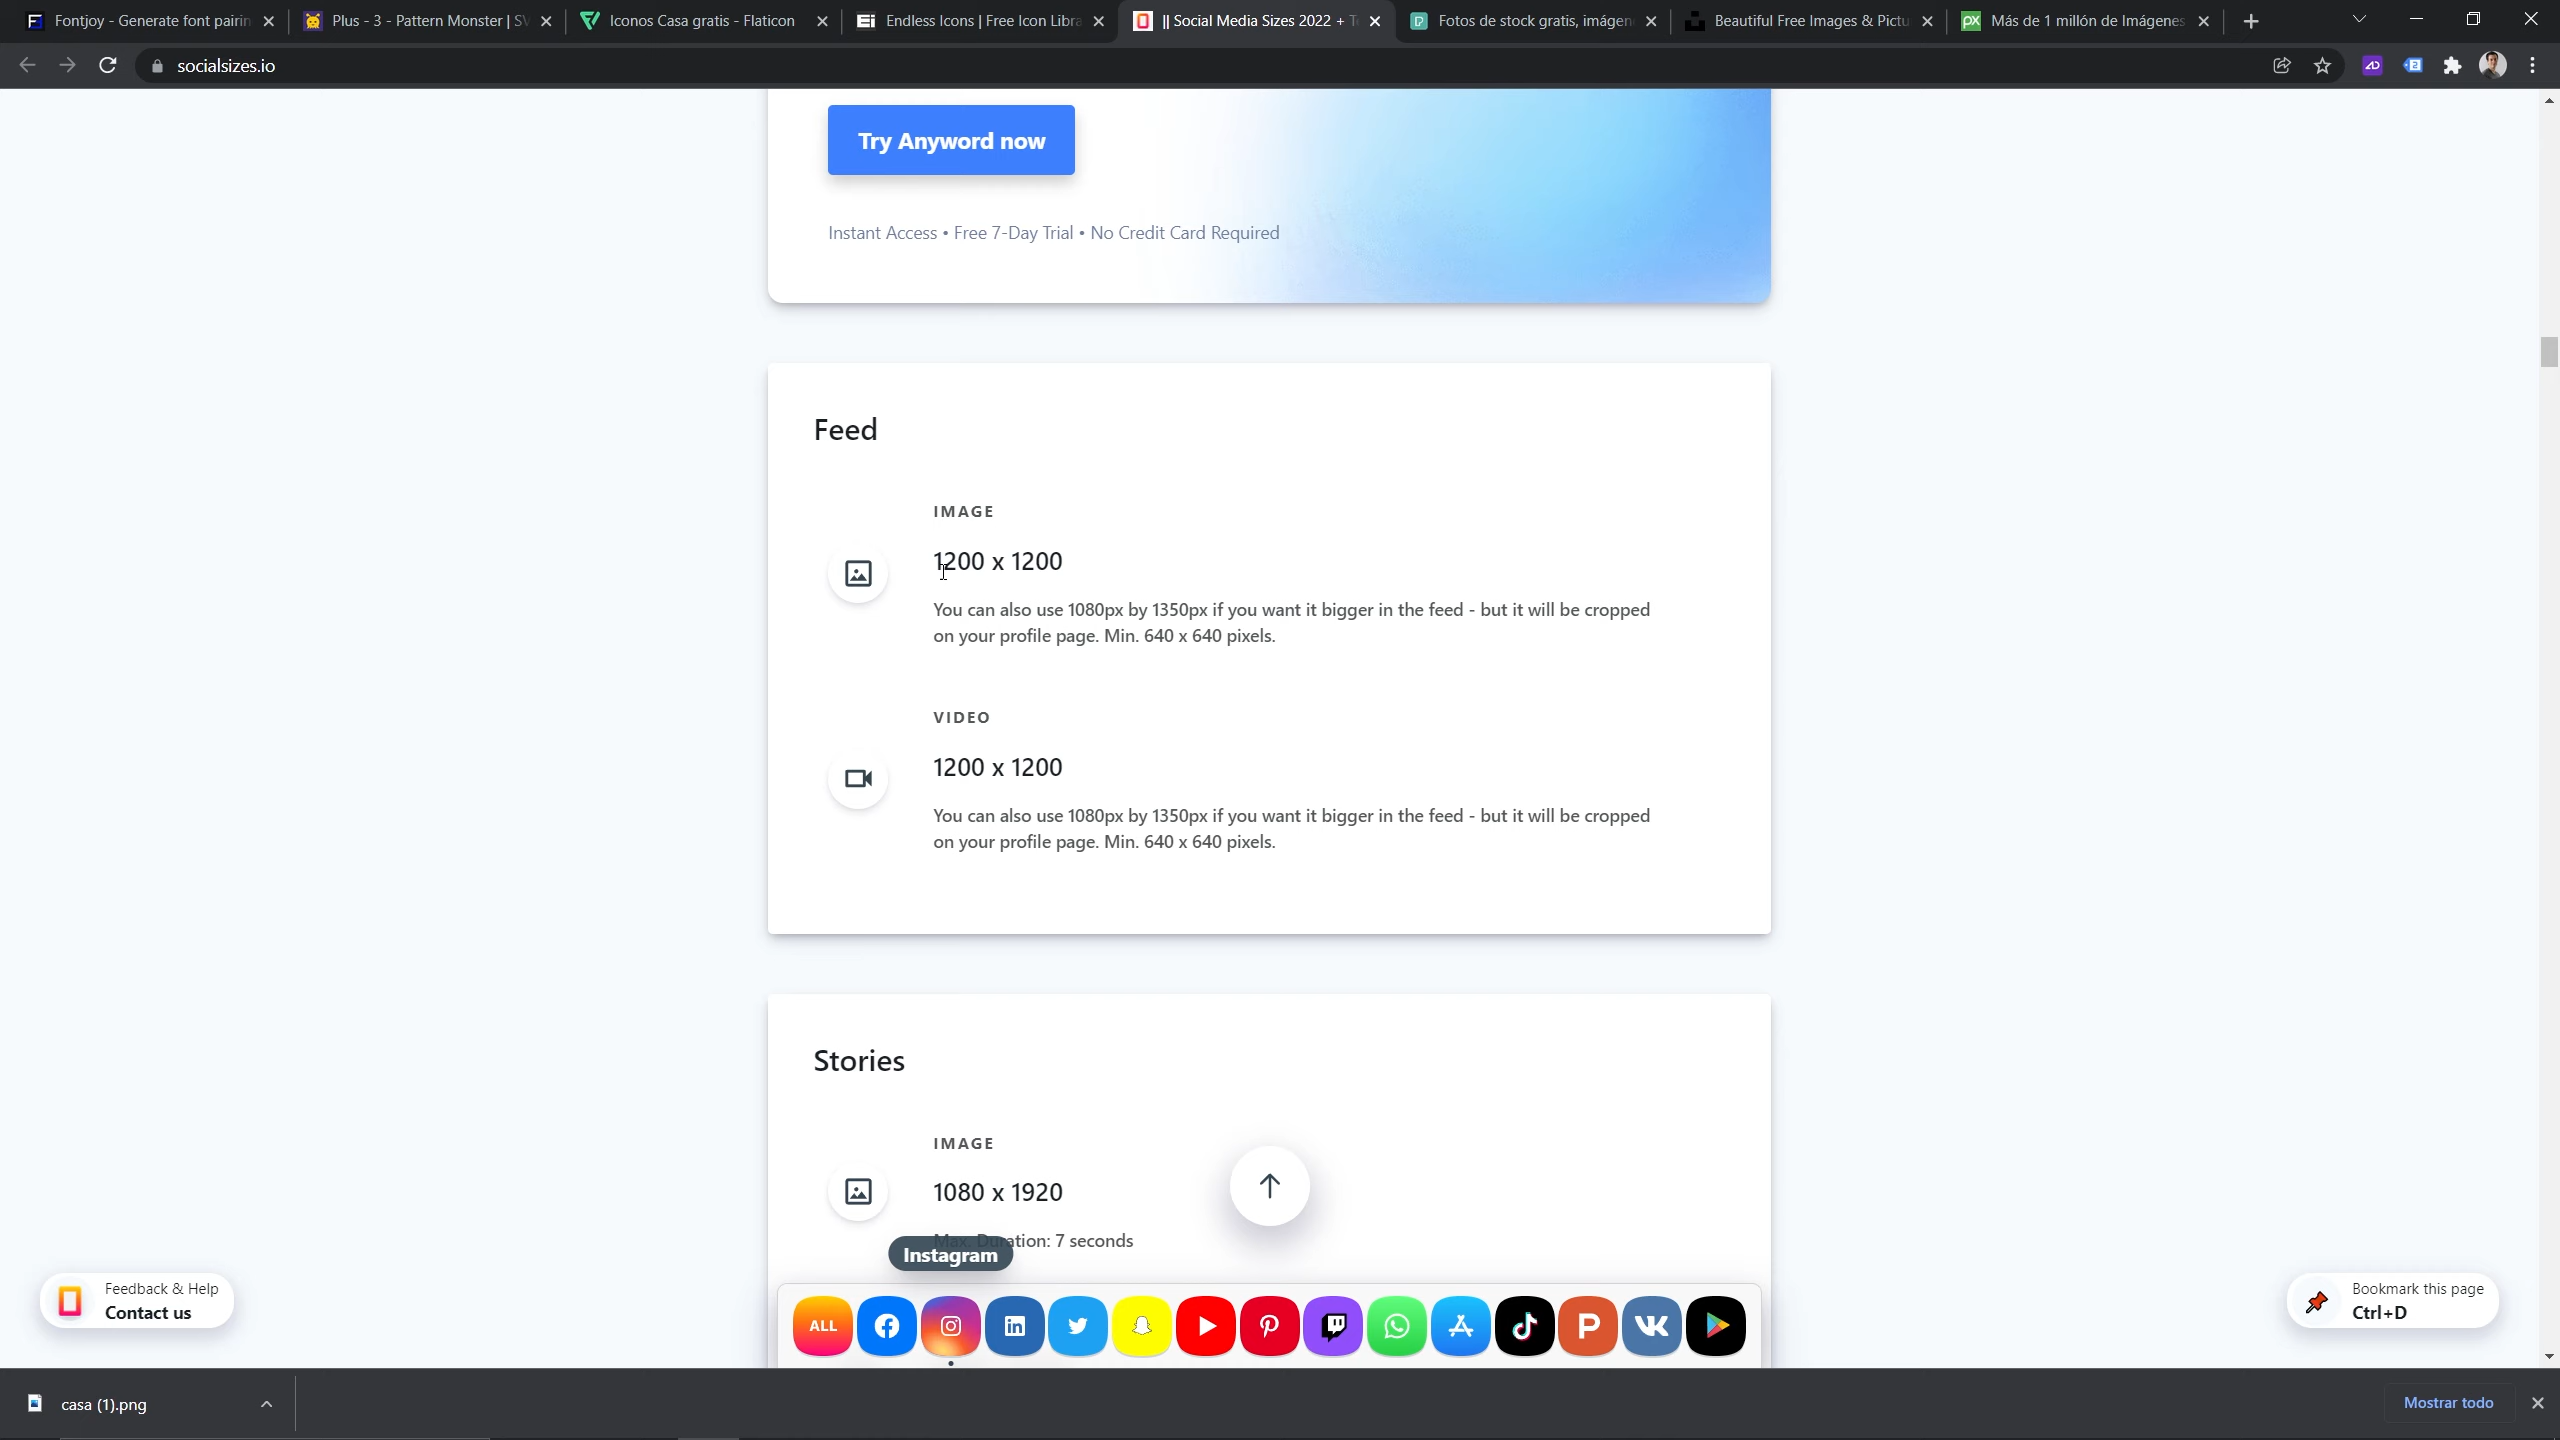 Fontjoy - Generate font pairin
Plus - 3 - Pattern Monster | SV
Iconos Casa gratis - Flaticon
Endless Icons | Free Icon Libra
|| Social Media Sizes 2022 + Te
Fotos de stock gratis, imágen
Beautiful Free Images & Pictu
Más de 1 millón de Imágenes
socialsizes.io
Try Anyword now
Instant Access • Free 7-Day Trial • No Credit Card Required
Feed
IMAGE
1200 x 1200
You can also use 1080px by 1350px if you want it bigger in the feed - but it will be cropped
on your profile page. Min. 640 x 640 pixels.
VIDEO
1200 x 1200
You can also use 1080px by 1350px if you want it bigger in the feed - but it will be cropped
on your profile page. Min. 640 x 640 pixels.
Stories
IMAGE
1080 x 1920
Max. Duration: 7 seconds
Instagram
Feedback & Help
Contact us
ALL
Bookmark this page
Ctrl+D
casa (1).png
Mostrar todo